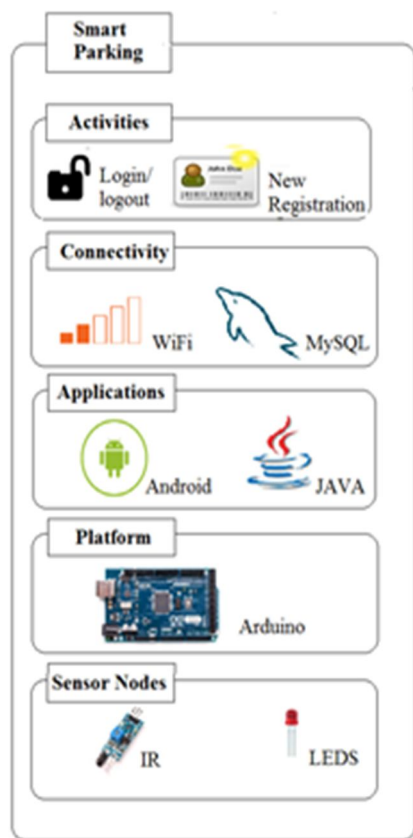 Smart
Parking
Activities
Login/
logout
New
Registration
Connectivity
WiFi
MySQL
Applications
Android
JAVA
Platform
Arduino
Sensor Nodes
IR
LEDS